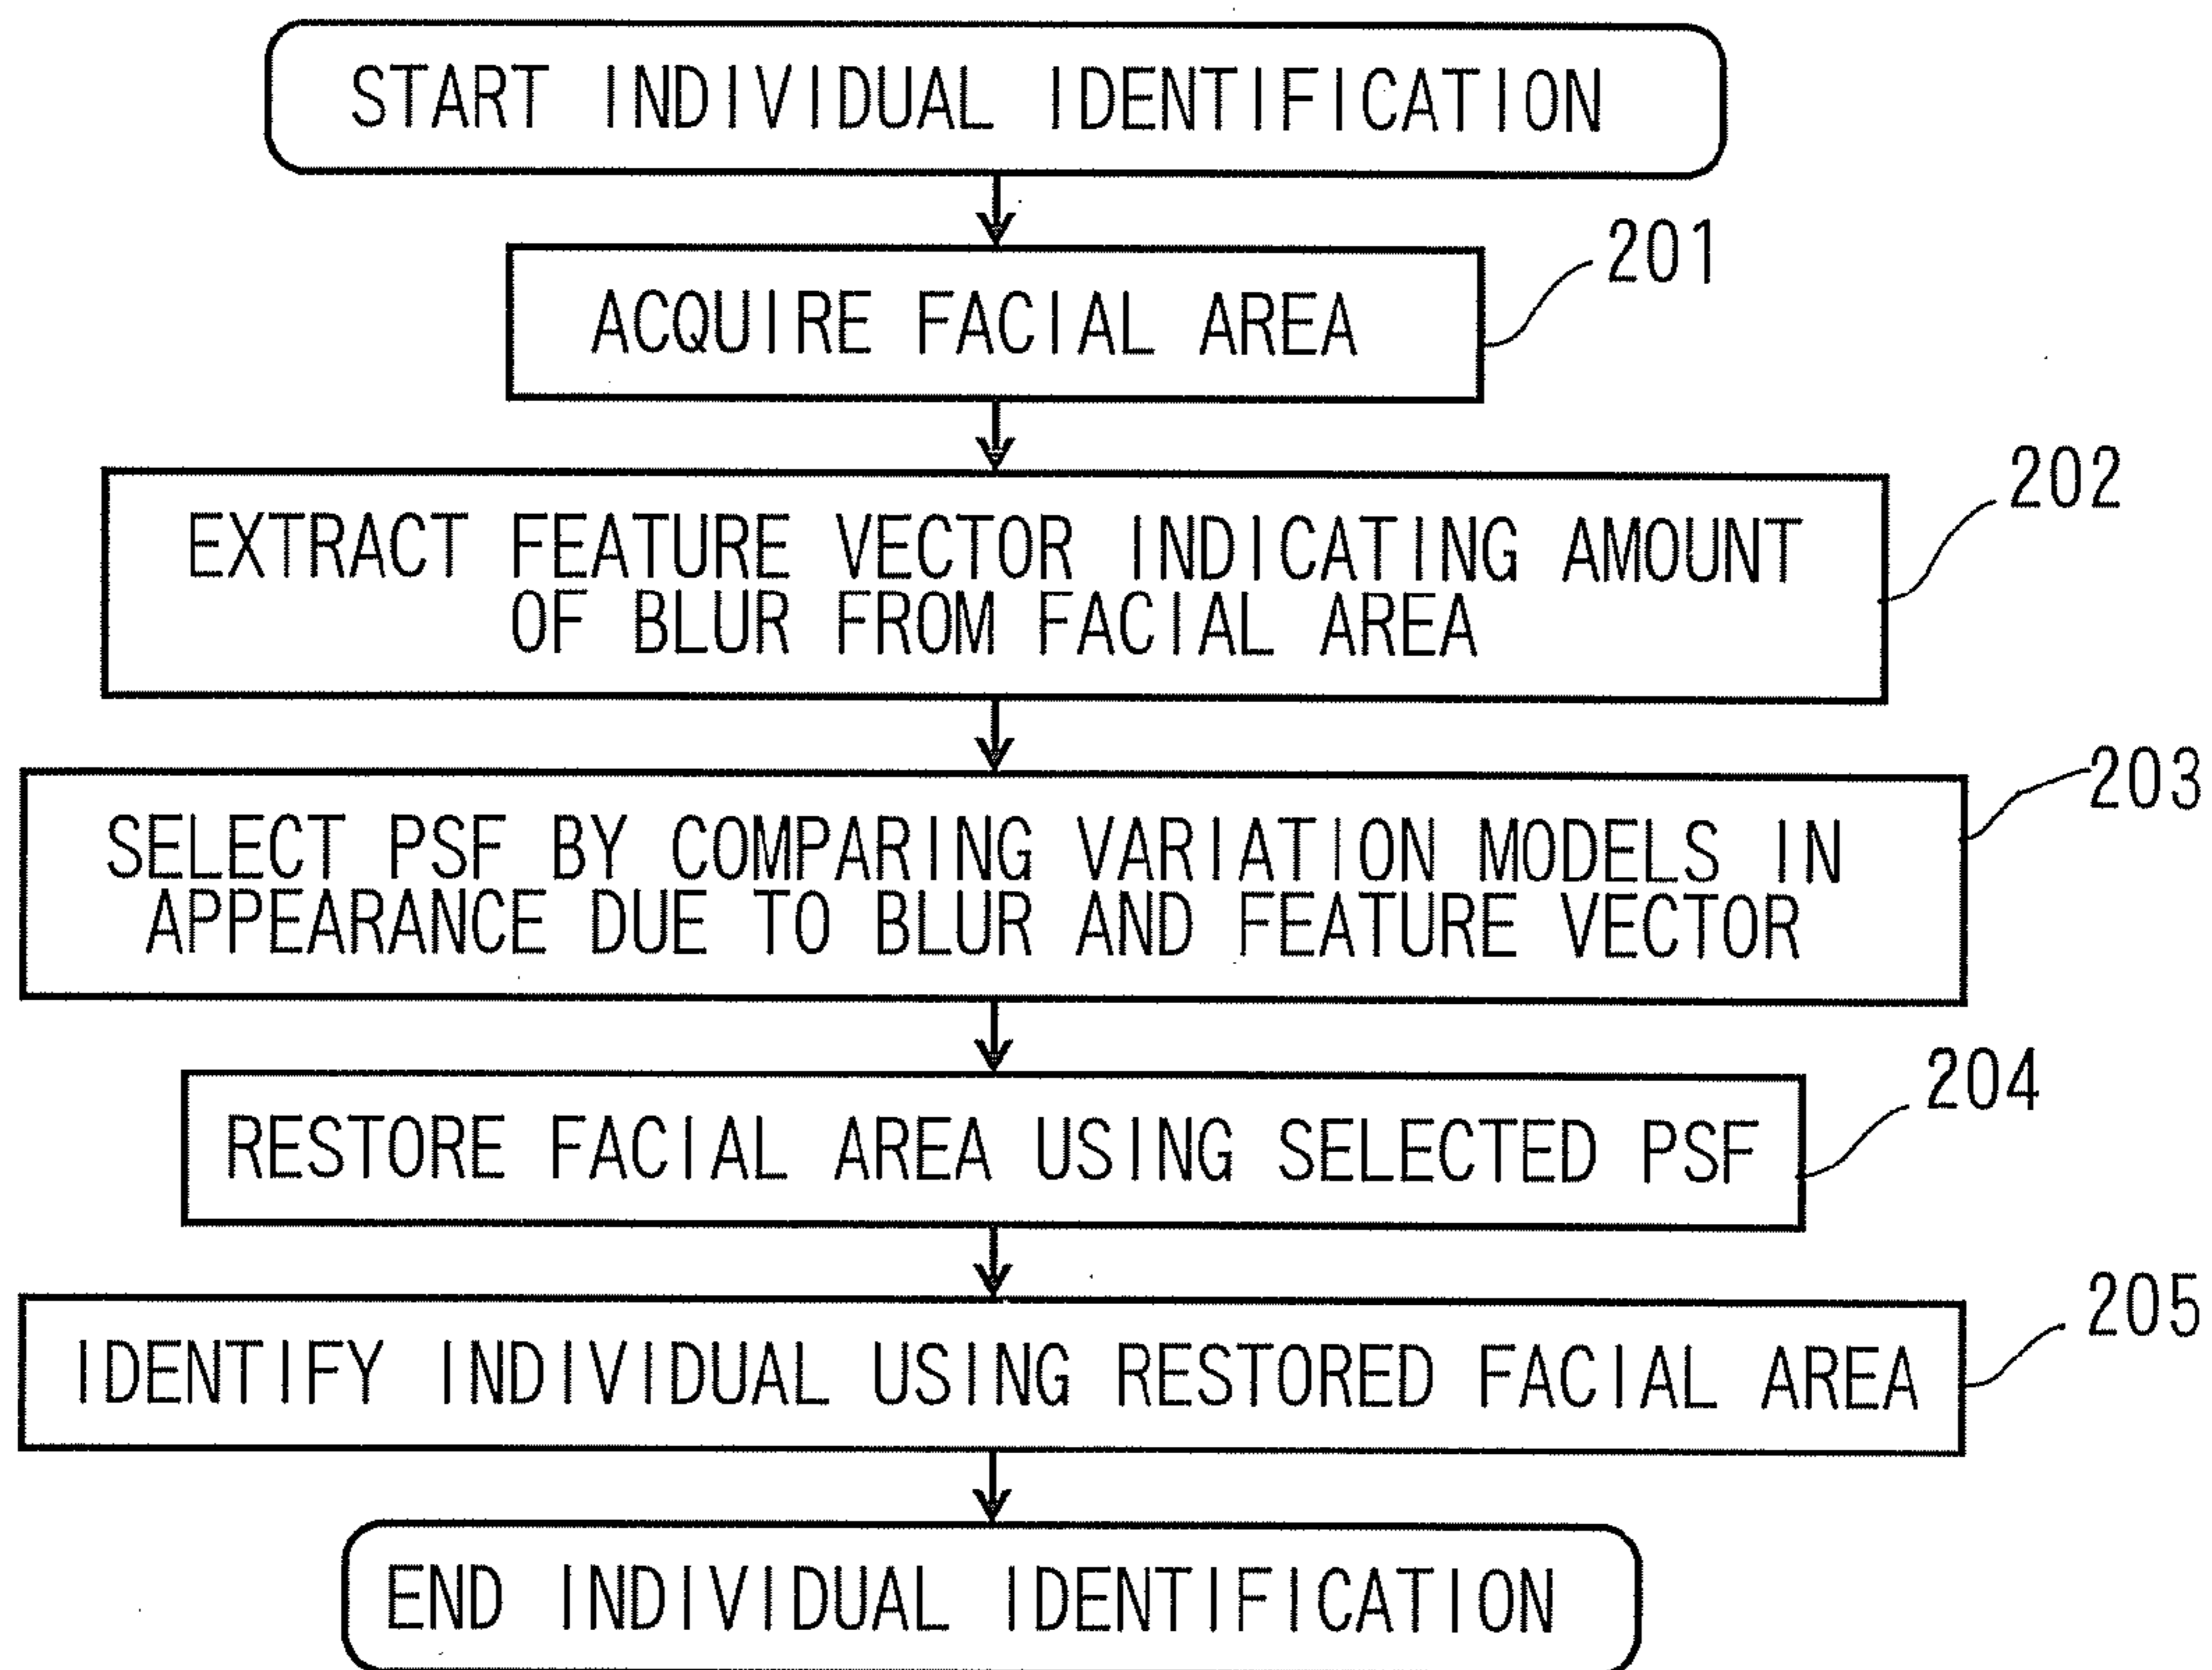 START INDIVIDUAL IDENTIFICATION
201
ACQUIRE FACIAL AREA
202
EXTRACT FEATURE VECTOR INDICATING AMOUNT
OF BLUR FROM FACIAL AREA
203
SELECT PSF BY COMPARING VARIATION MODELS IN
APPEARANCE DUE TO BLUR AND FEATURE VECTOR
204
RESTORE FACIAL AREA USING SELECTED PSF
205
IDENTIFY INDIVIDUAL USING RESTORED FACIAL AREA
END INDIVIDUAL IDENTIFICATION